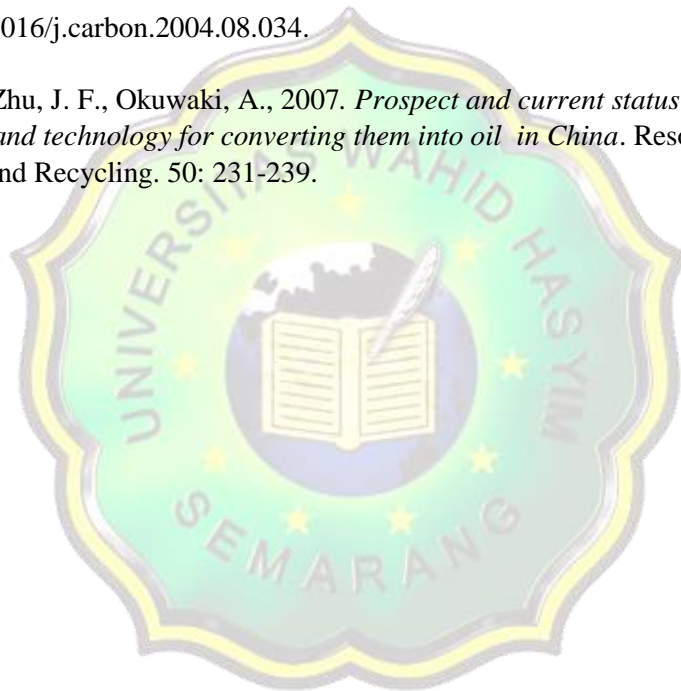 016/j.carbon.2004.08.034.
Zhu, J. F., Okuwaki, A., 2007. Prospect and current status
and technology for converting them into oil in China. Reso
nd Recycling. 50: 231-239.
UNIVERSITAS WAHID HASYIM
SEMARANG